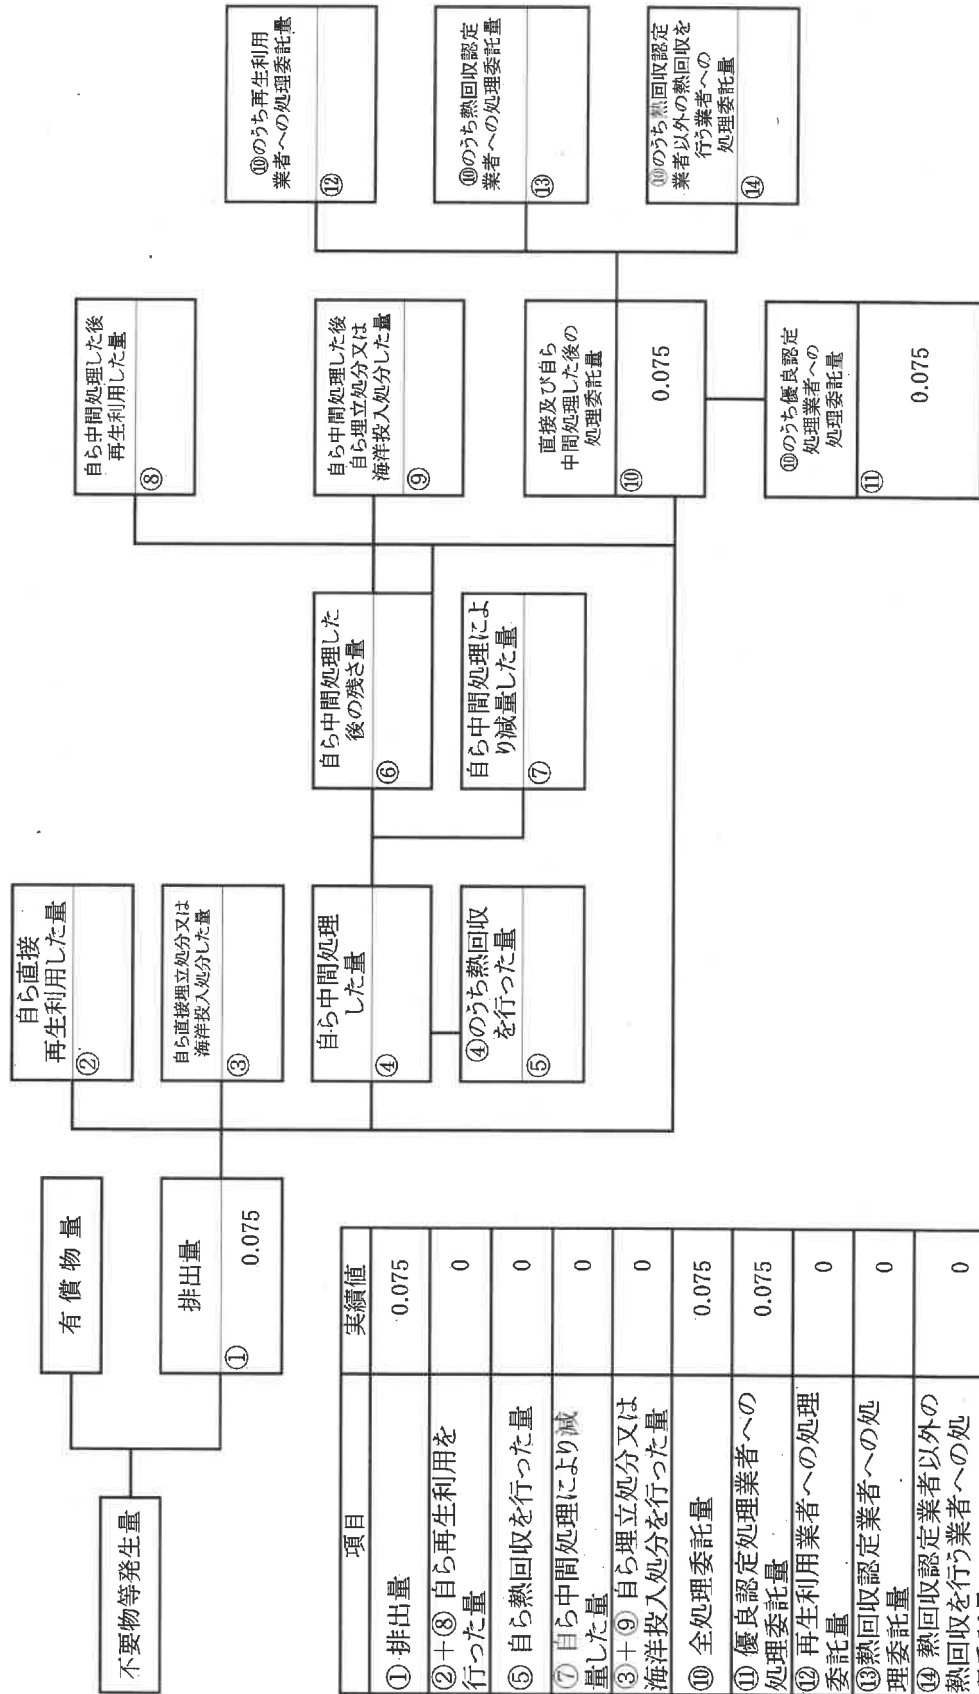 不要物等発生量
有償物量
排出量
①
0.075
自ら直接
再生利用した量
②
自ら直接埋立処分又は
海洋投入処分した量
③
自ら中間処理
した量
④
④のうち熱回収
を行った量
⑤
自ら中間処理した
後の残さ量
⑥
自ら中間処理によ
り減量した量
⑦
自ら中間処理した後
再生利用した量
⑧
自ら中間処理した後
自ら埋立処分又は
海洋投入処分した量
⑨
直接及び自ら
中間処理した後の
処理委託量
⑩
0.075
⑩のうち優良認定
処理業者への
処理委託量
⑪
0.075
⑩のうち再生利用
業者への処理委託量
⑫
⑩のうち熱回収認定
業者への処理委託量
⑬
⑩のうち熱回収認定
業者以外の熱回収を
行う業者への
処理委託量
⑭
項目 実績値
①排出量 0.075
②+⑧ 自ら再生利用を
行った量 0
⑤ 自ら熱回収を行った量 0
⑦ 自ら中間処理により減
量した量 0
③+⑨ 自ら埋立処分又は
海洋投入処分を行った量 0
⑩ 全処理委託量 0.075
⑪ 優良認定処理業者への
処理委託量 0.075
⑫ 再生利用業者への処理
委託量 0
⑬熱回収認定業者への処
理委託量 0
⑭ 熱回収認定業者以外の
熱回収を行う業者への処 0